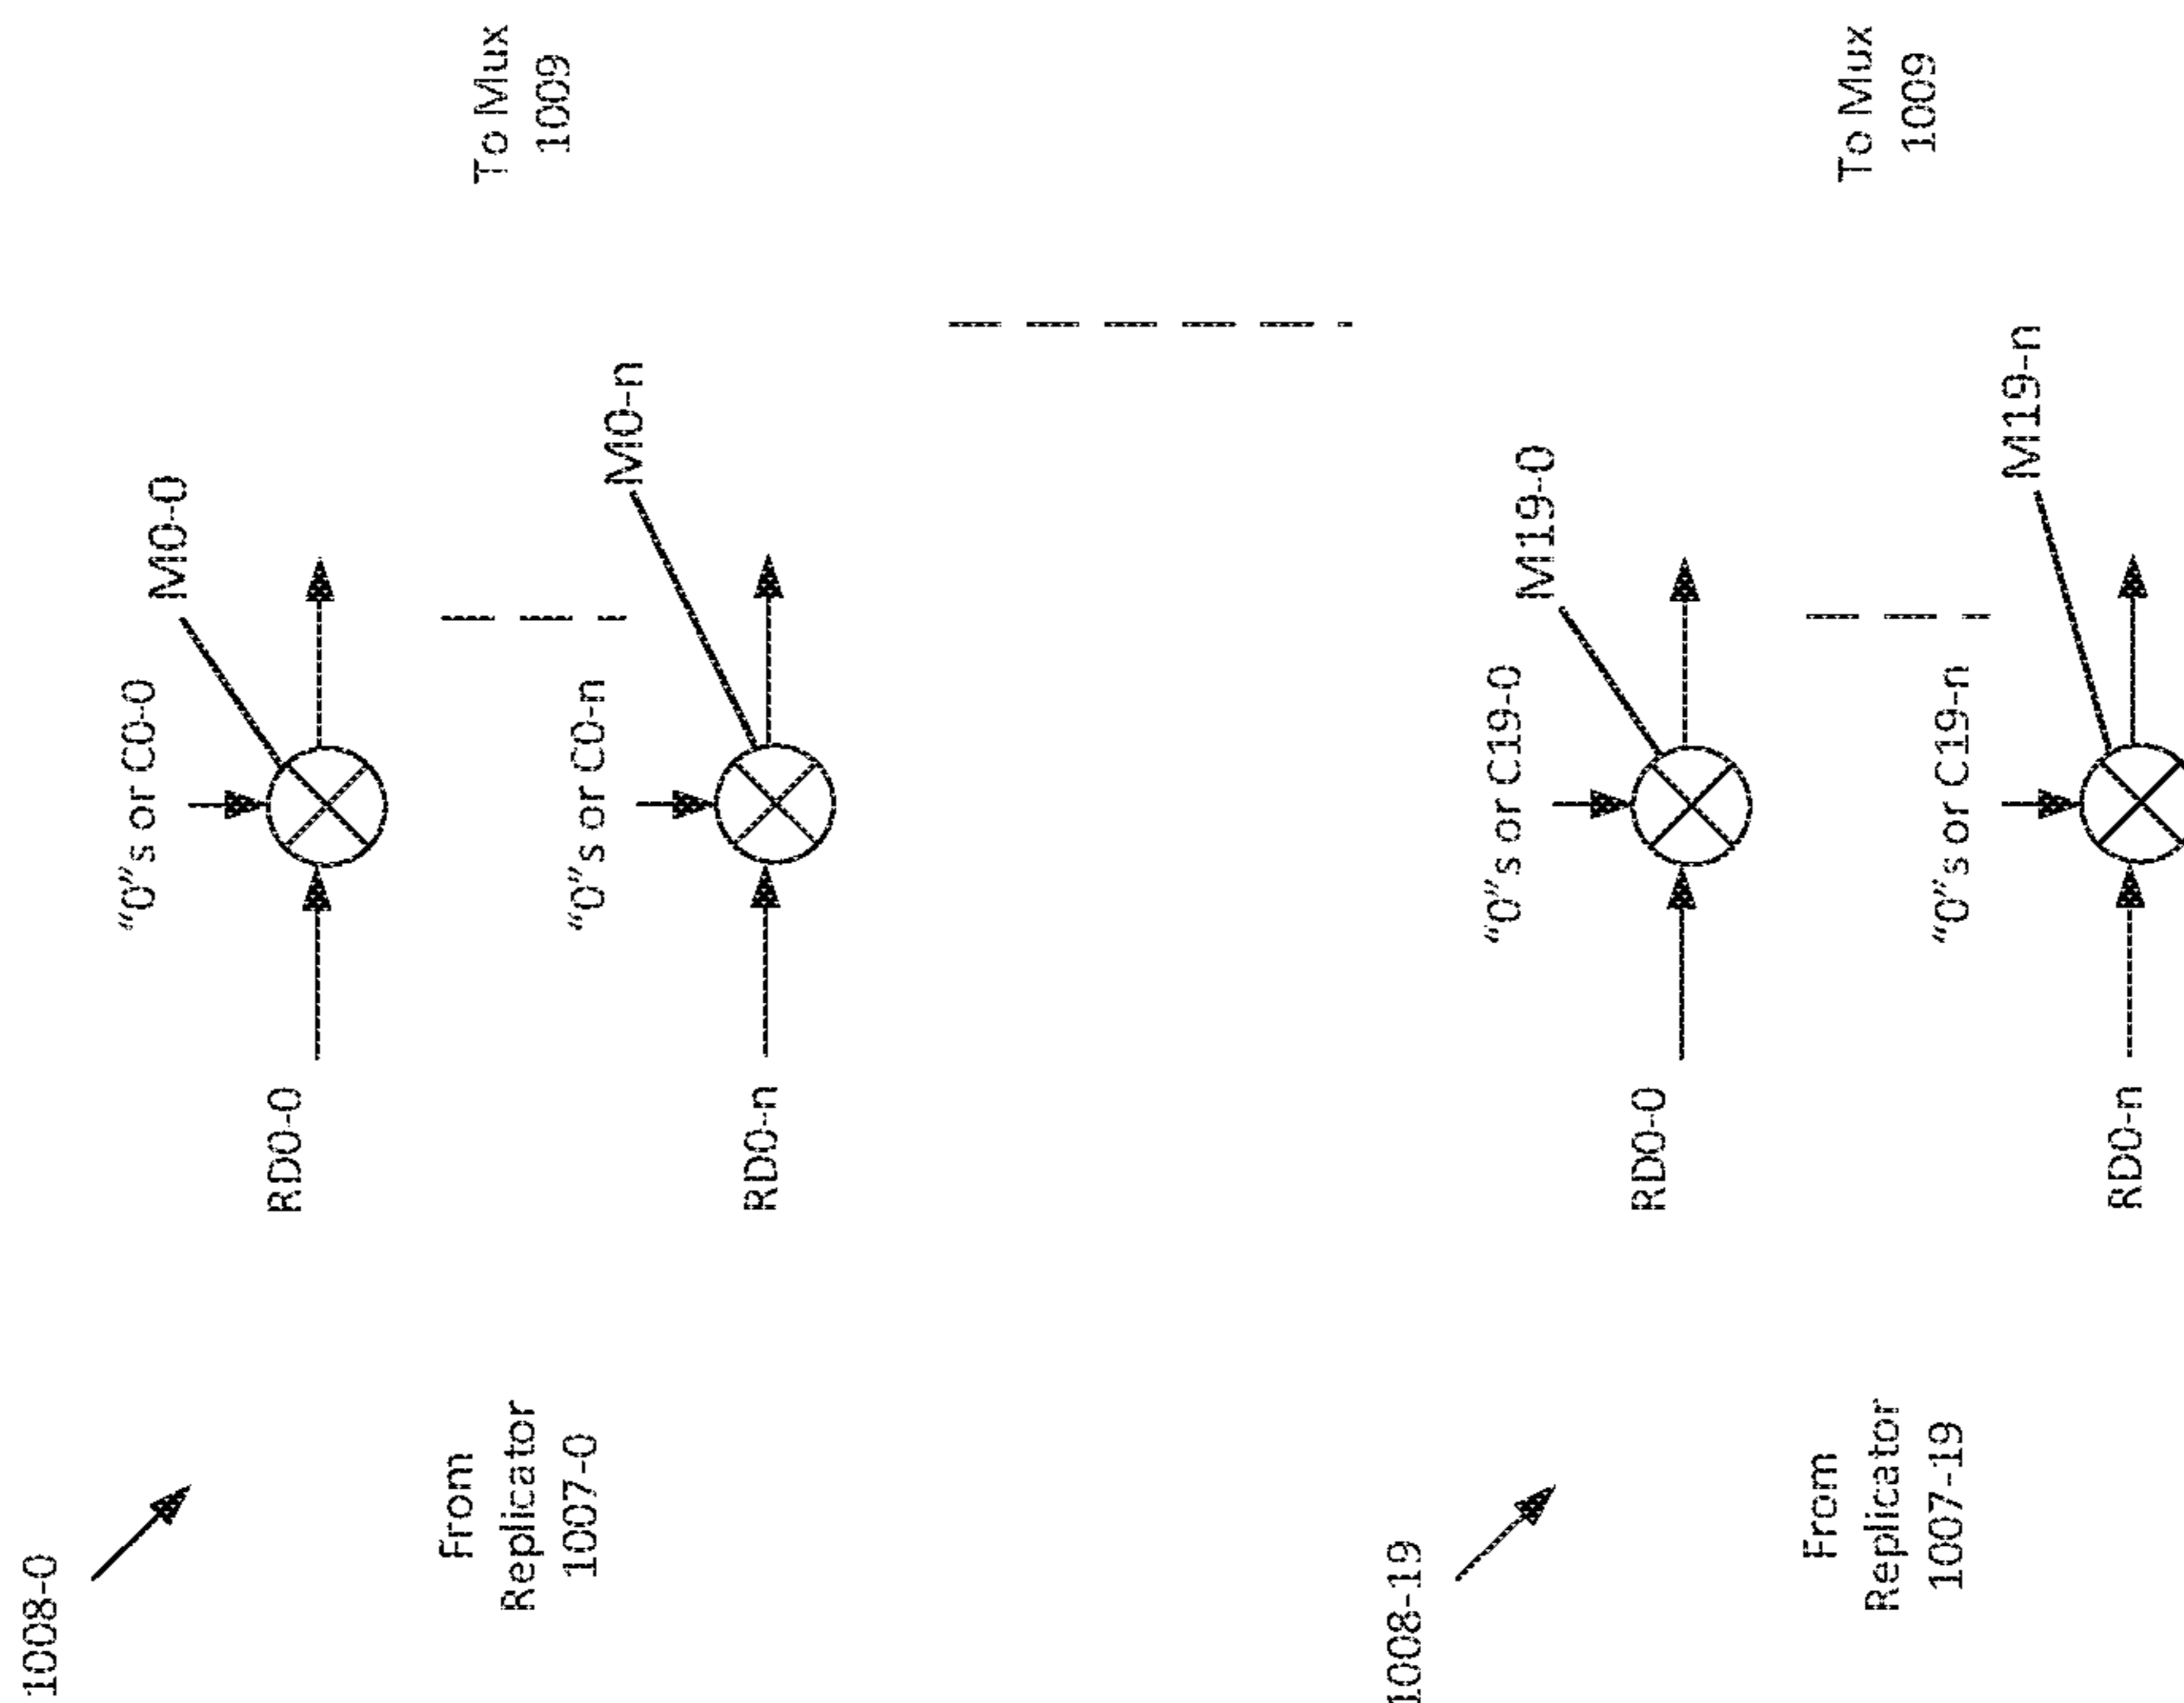 1008-0
“0”s or C0-0
M0-0
RD0-0
From
Replicator
1007-0
To Mux
1009
“0”s or C0-n
M0-n
RD0-n
1008-19
“0”s or C19-0
M19-0
RD0-0
From
Replicator
1007-19
To Mux
1009
“0”s or C19-n
M19-n
RD0-n